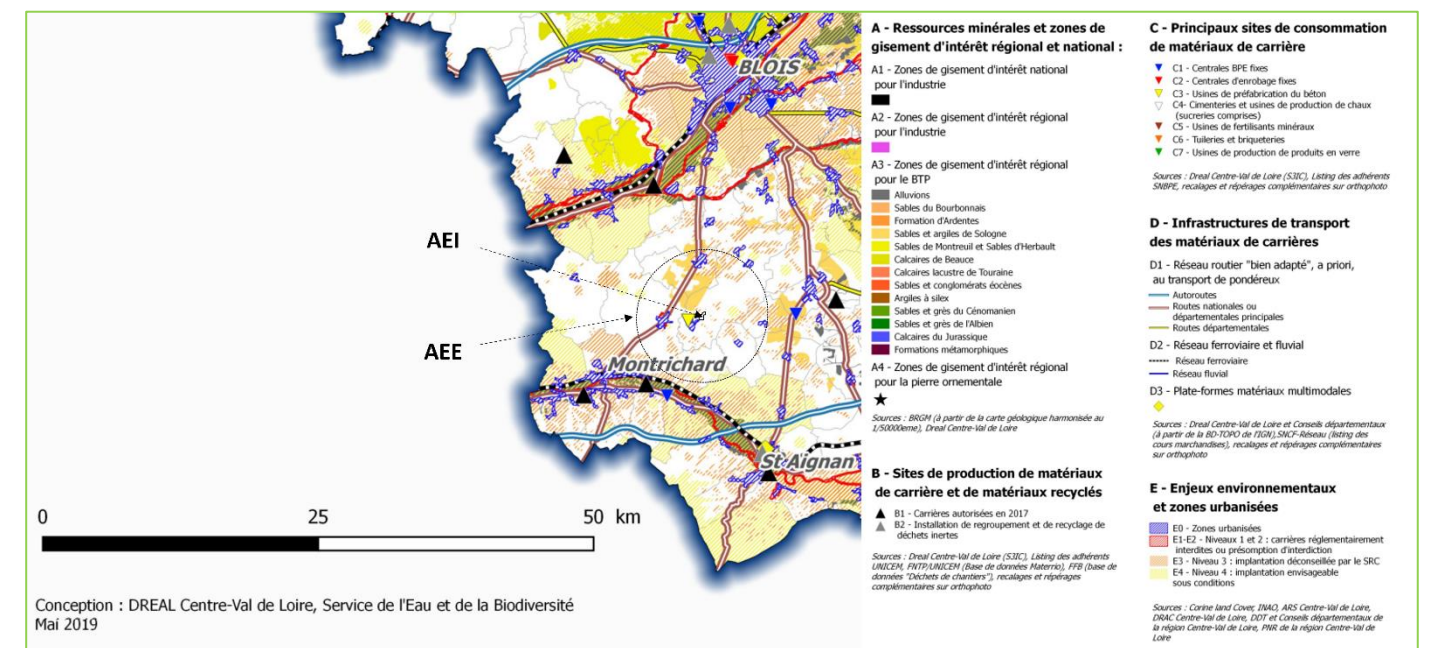 BLOIS
AEI
AEE
Montrichard
St Aignan
0 25 50 km
Conception : DREAL Centre-Val de Loire, Service de l'Eau et de la Biodiversité
Mai 2019
A - Ressources minérales et zones de
gisement d'intérêt régional et national :
A1 - Zones de gisement d'intérêt national
pour l'industrie
A2 - Zones de gisement d'intérêt régional
pour l'industrie
A3 - Zones de gisement d'intérêt régional
pour le BTP
Alluvions
Sables du Bourbonnais
Formation d'Ardentes
Sables et argiles de Sologne
Sables de Montreuil et Sables d'Herbault
Calcaires de Beauce
Calcaires lacustre de Touraine
Sables et conglomérats éocènes
Argiles à silex
Sables et grès du Cénomanien
Sables et grès de l'Albien
Calcaires du Jurassique
Formations métamorphiques
A4 - Zones de gisement d'intérêt régional
pour la pierre ornementale
Sources : BRGM (à partir de la carte géologique harmonisée au
1/50000eme), Dreal Centre-Val de Loire
B - Sites de production de matériaux
de carrière et de matériaux recyclés
B1 - Carrières autorisées en 2017
B2 - Installation de regroupement et de recyclage de
déchets inertes
Sources : Dreal Centre-Val de Loire (S3IC), Listing des adhérents
UNICEM, FNTP/UNICEM (Base de données Materrio), FFB (base de
données "Déchets de chantiers"), recalages et répérages
complémentaires sur orthophoto
C - Principaux sites de consommation
de matériaux de carrière
C1 - Centrales BPE fixes
C2 - Centrales d'enrobage fixes
C3 - Usines de préfabrication du béton
C4- Cimenteries et usines de production de chaux
(sucreries comprises)
C5 - Usines de fertilisants minéraux
C6 - Tuileries et briqueteries
C7 - Usines de production de produits en verre
Sources : Dreal Centre-Val de Loire (S3IC), Listing des adhérents
SNBPE, recalages et répérages complémentaires sur orthophoto
D - Infrastructures de transport
des matériaux de carrières
D1 - Réseau routier "bien adapté", a priori,
au transport de pondéreux
Autoroutes
Routes nationales ou
départementales principales
Routes départementales
D2 - Réseau ferroviaire et fluvial
Réseau ferroviaire
Réseau fluvial
D3 - Plate-formes matériaux multimodales
Sources : Dreal Centre-Val de Loire et Conseils départementaux
(à partir de la BD-TOPO de l'IGN),SNCF-Réseau (listing des
cours marchandises), recalages et répérages complémentaires
sur orthophoto
E - Enjeux environnementaux
et zones urbanisées
E0 - Zones urbanisées
E1-E2 - Niveaux 1 et 2 : carrières réglementairement
interdites ou présomption d'interdiction
E3 - Niveau 3 : implantation déconseillée par le SRC
E4 - Niveau 4 : implantation envisageable
sous conditions
Sources : Corine land Cover, INAO, ARS Centre-Val de Loire,
DRAC Centre-Val de Loire, DDT et Conseils départementaux de
la région Centre-Val de Loire, PNR de la région Centre-Val de
Loire